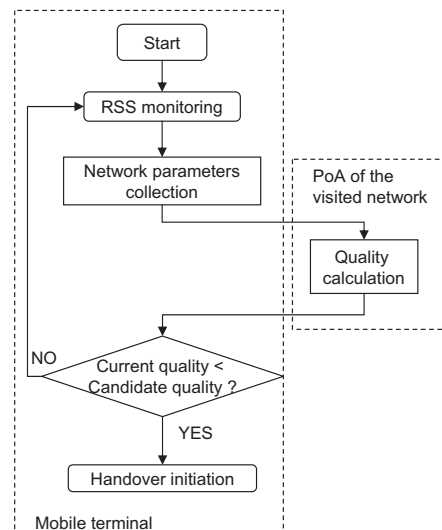 Start
RSS monitoring
Network parameters
collection
PoA of the
visited network
Quality
calculation
NO
Current quality <
Candidate quality ?
YES
Handover initiation
Mobile terminal